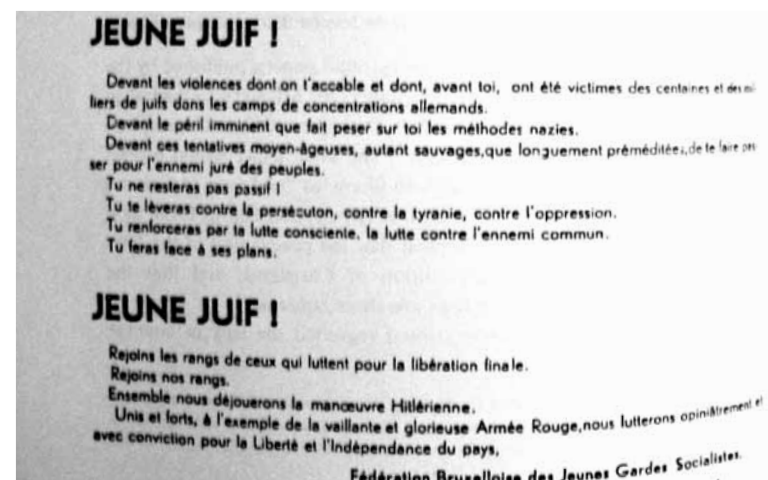 JEUNE JUIF !
Devant les violences dont on t'accable et dont, avant toi, ont été victimes des centaines et des mi-
liers de juifs dans les camps de concentrations allemands.
Devant le péril imminent que fait peser sur toi les méthodes nazies.
Devant ces tentatives moyen-âgeuses, autant sauvages,que longuement préméditées,de te faire pas-
ser pour l'ennemi juré des peuples.
Tu ne resteras pas passif !
Tu te lèveras contre la persécuton, contre la tyranie, contre l'oppression.
Tu renforceras par ta lutte consciente, la lutte contre l'ennemi commun.
Tu feras face à ses plans.
JEUNE JUIF !
Rejoins les rangs de ceux qui luttent pour la libération finale.
Rejoins nos rangs.
Ensemble nous déjouerons la manœuvre Hitlérienne.
Unis et forts, à l'exemple de la vaillante et glorieuse Armée Rouge,nous lutterons opiniâtrement et
avec conviction pour la Liberté et l'Indépendance du pays,
Fédération Bruxelloise des Jeunes Gardes Socialistes.